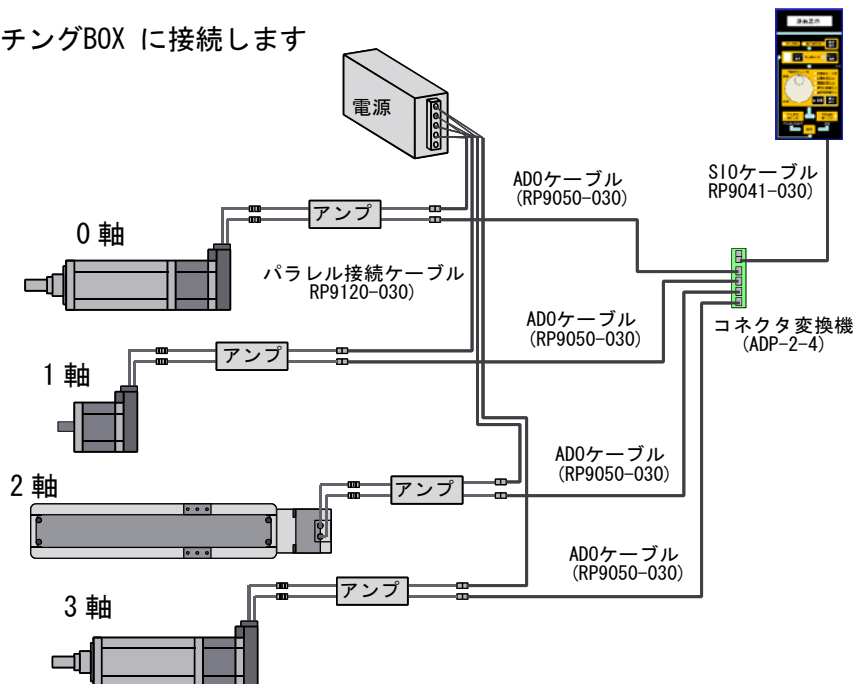 チングBOX に接続します
電源
ADOケーブル
(RP9050-030)
SIOケーブル
RP9041-030)
アンプ
0軸
パラレル接続ケーブル
RP9120-030)
ADOケーブル
(RP9050-030)
コネクタ変換機
(ADP-2-4)
アンプ
1軸
ADOケーブル
(RP9050-030)
2軸
アンプ
ADOケーブル
(RP9050-030)
アンプ
3軸